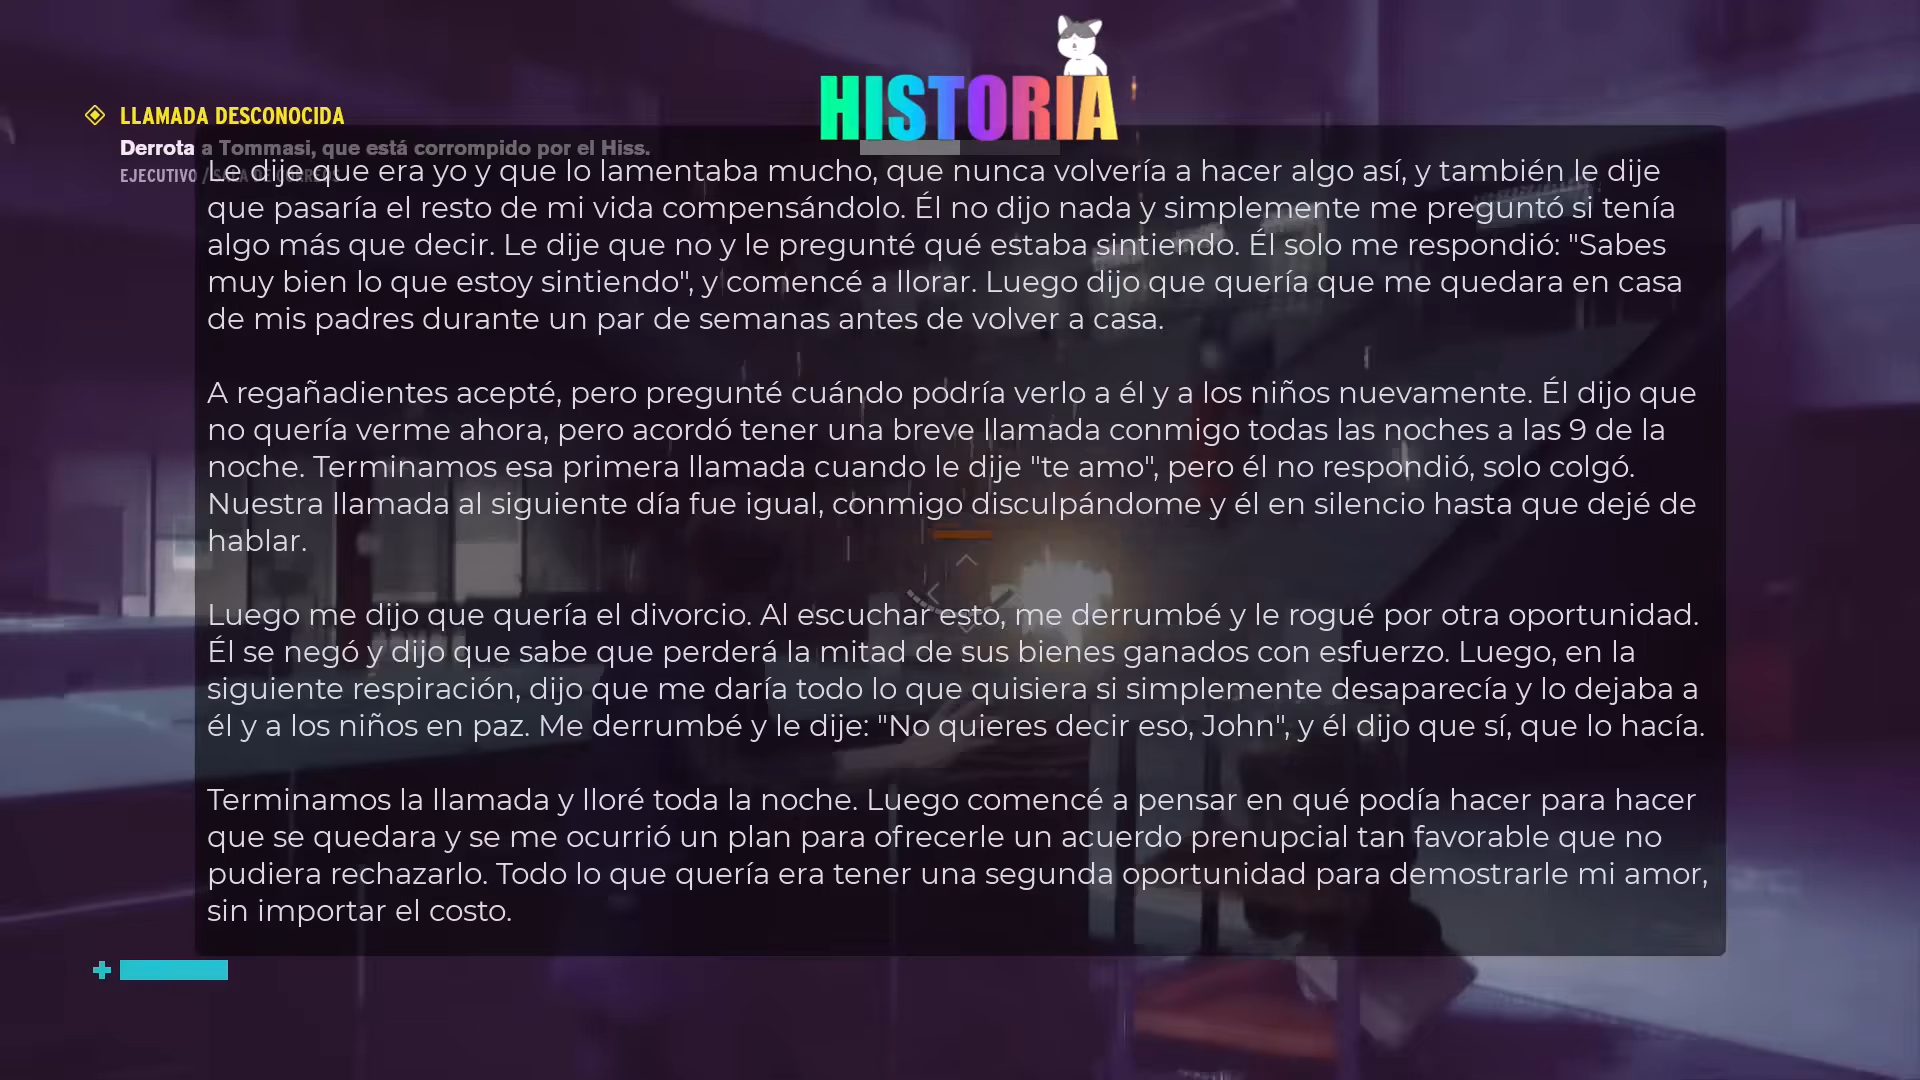 HISTORIA
LLAMADA DESCONOCIDA
Derrota a Tommasi, que está corrompido por el Hiss.
EJECUTIVO /
Le dije que era yo y que lo lamentaba mucho, que nunca volvería a hacer algo así, y también le dije
que pasaría el resto de mi vida compensándolo. Él no dijo nada y simplemente me preguntó si tenía
algo más que decir. Le dije que no y le pregunté qué estaba sintiendo. Él solo me respondió: "Sabes
muy bien lo que estoy sintiendo", y comencé a llorar. Luego dijo que quería que me quedara en casa
de mis padres durante un par de semanas antes de volver a casa.
A regañadientes acepté, pero pregunté cuándo podría verlo a él y a los niños nuevamente. Él dijo que
no quería verme ahora, pero acordó tener una breve llamada conmigo todas las noches a las 9 de la
noche. Terminamos esa primera llamada cuando le dije "te amo", pero él no respondió, solo colgó.
Nuestra llamada al siguiente día fue igual, conmigo disculpándome y él en silencio hasta que dejé de
hablar.
Luego me dijo que quería el divorcio. Al escuchar esto, me derrumbé y le rogué por otra oportunidad.
Él se negó y dijo que sabe que perderá la mitad de sus bienes ganados con esfuerzo. Luego, en la
siguiente respiración, dijo que me daría todo lo que quisiera si simplemente desaparecía y lo dejaba a
él y a los niños en paz. Me derrumbé y le dije: "No quieres decir eso, John", y él dijo que sí, que lo hacía.
Terminamos la llamada y lloré toda la noche. Luego comencé a pensar en qué podía hacer para hacer
que se quedara y se me ocurrió un plan para ofrecerle un acuerdo prenupcial tan favorable que no
pudiera rechazarlo. Todo lo que quería era tener una segunda oportunidad para demostrarle mi amor,
sin importar el costo.